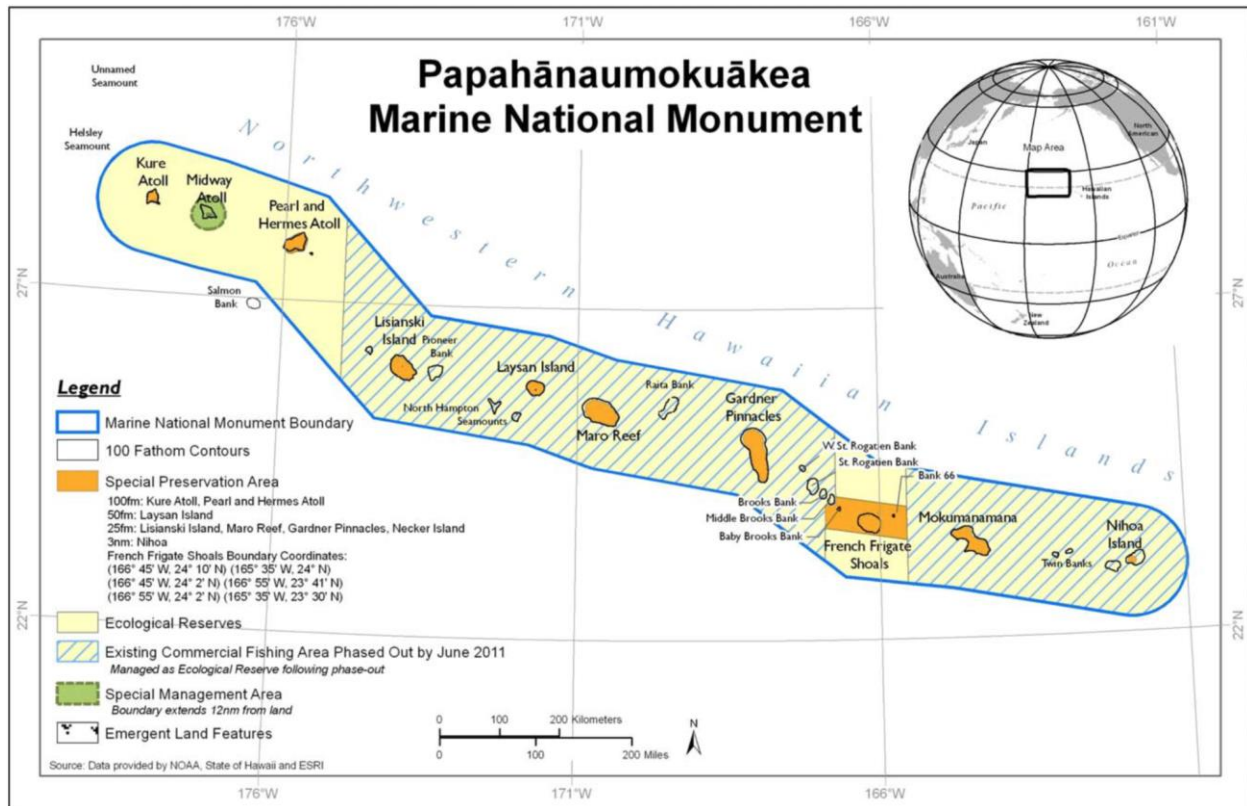 176°W
171°W
166°W
161°W
Papahānaumokuākea
Marine National Monument
Unnamed
Seamount
Helsley
Seamount
Kure
Atoll
Midway
Atoll
Pearl and
Hermes Atoll
Northwestern Hawaiian Islands
North
American
Japan
Map Area
Hawaiian
Islands
Pacific
Equator
Ocean
Australia
New
Zealand
27°N
27°N
Salmon
Bank
Lisianski
Island
Pioneer
Bank
Laysan Island
North Hampton
Seamounts
Maro Reef
Raita Bank
Gardner
Pinnacles
W. St. Rogatien Bank
St. Rogatien Bank
Bank 66
Brooks Bank
Middle Brooks Bank
Baby Brooks Bank
French Frigate
Shoals
Mokumanamana
Twin Banks
Nihoa
Island
22°N
22°N
Legend
Marine National Monument Boundary
100 Fathom Contours
Special Preservation Area
100fm: Kure Atoll, Pearl and Hermes Atoll
50fm: Laysan Island
25fm: Lisianski Island, Maro Reef, Gardner Pinnacles, Necker Island
3nm: Nihoa
French Frigate Shoals Boundary Coordinates:
(166° 45' W, 24° 10' N) (165° 35' W, 24° N)
(166° 45' W, 24° 2' N) (166° 55' W, 23° 41' N)
(166° 55' W, 24° 2' N) (165° 35' W, 23° 30' N)
Ecological Reserves
Existing Commercial Fishing Area Phased Out by June 2011
Managed as Ecological Reserve following phase-out
Special Management Area
Boundary extends 12nm from land
Emergent Land Features
Source: Data provided by NOAA, State of Hawaii and ESRI
0 100 200 Kilometers
0 100 200 Miles
N
176°W
171°W
166°W
161°W